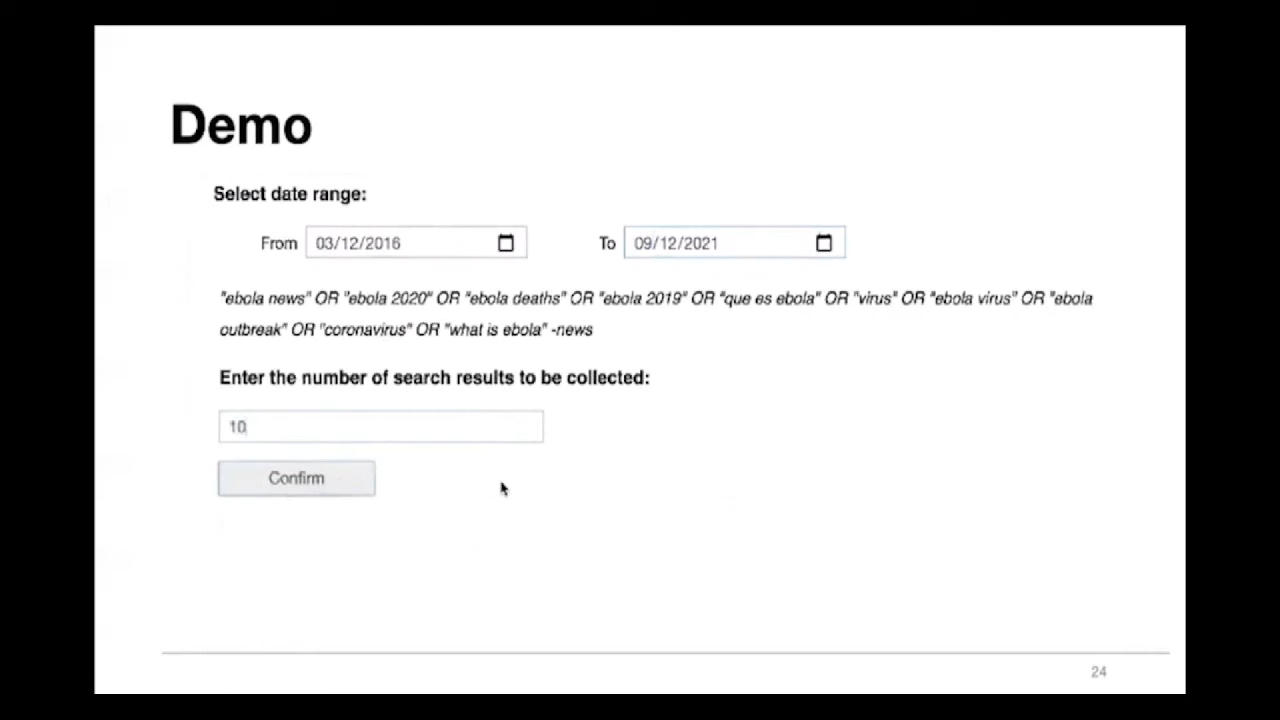 Demo
Select date range:
From 03/12/2016 To 09/12/2021
"ebola news" OR "ebola 2020" OR "ebola deaths" OR "ebola 2019" OR "que es ebola" OR "virus" OR "ebola virus" OR "ebola
outbreak" OR "coronavirus" OR "what is ebola" -news
Enter the number of search results to be collected:
10
Confirm
24